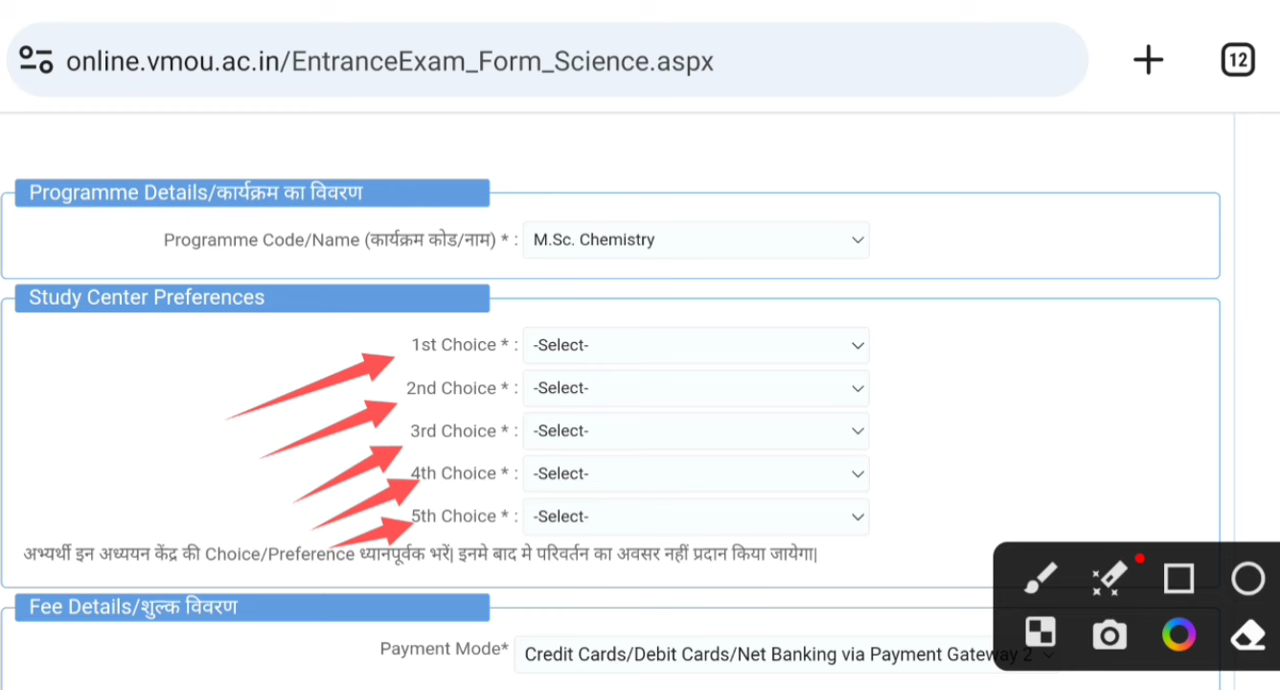 online.vmou.ac.in/EntranceExam_Form_Science.aspx
12
Programme Details/कार्यक्रम का विवरण
Programme Code/Name (कार्यक्रम कोड/नाम) * : M.Sc. Chemistry
Study Center Preferences
1st Choice * : -Select-
2nd Choice * : -Select-
3rd Choice * : -Select-
4th Choice * : -Select-
5th Choice * : -Select-
अभ्यर्थी इन अध्ययन केंद्र की Choice/Preference ध्यानपूर्वक भरें| इनमे बाद मे परिवर्तन का अवसर नहीं प्रदान किया जायेगा|
Fee Details/शुल्क विवरण
Payment Mode* Credit Cards/Debit Cards/Net Banking via Payment Gateway 2